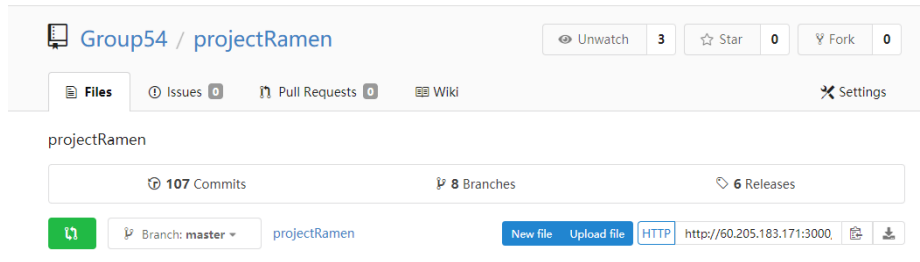 Group54 / projectRamen Unwatch 3 Star 0 Fork 0
Files Issues 0 Pull Requests 0 Wiki Settings
projectRamen
107 Commits 8 Branches 6 Releases
Branch: master projectRamen New file Upload file HTTP http://60.205.183.171:3000,